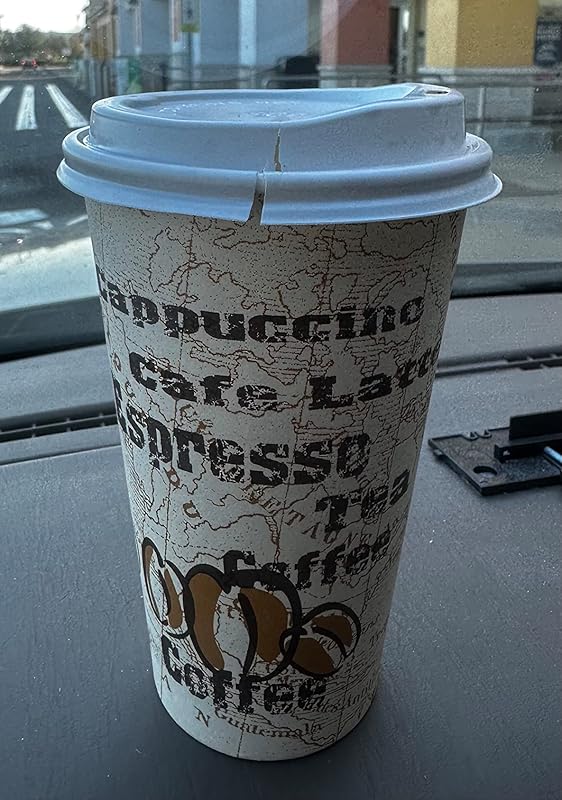 Cappuccino
Cafe Latte
Espresso
Tea
Coffee
Coffee
Guatemala